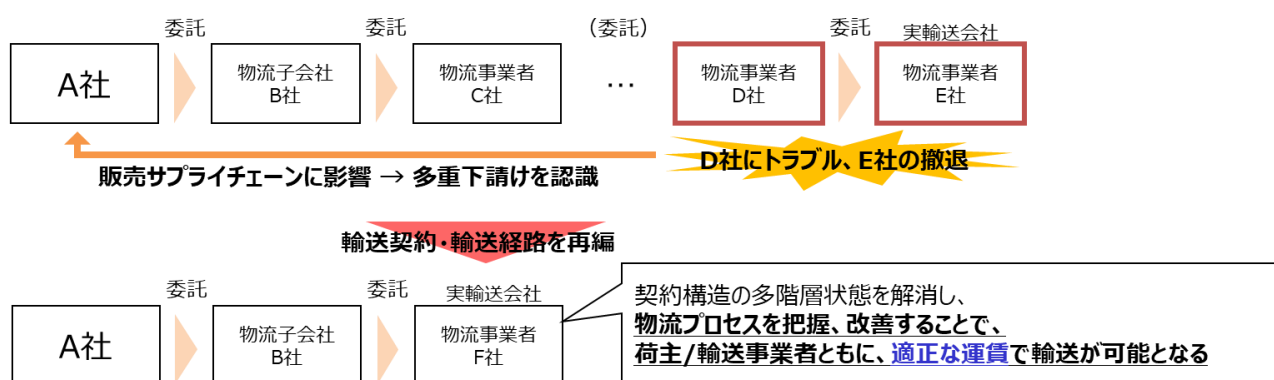 委託
委託
(委託)
委託
実輸送会社
A社
物流子会社
B社
物流事業者
C社
…
物流事業者
D社
物流事業者
E社
D社にトラブル、E社の撤退
販売サプライチェーンに影響 → 多重下請けを認識
輸送契約・輸送経路を再編
委託
委託
実輸送会社
A社
物流子会社
B社
物流事業者
F社
契約構造の多階層状態を解消し、
物流プロセスを把握、改善することで、
荷主/輸送事業者ともに、適正な運賃で輸送が可能となる